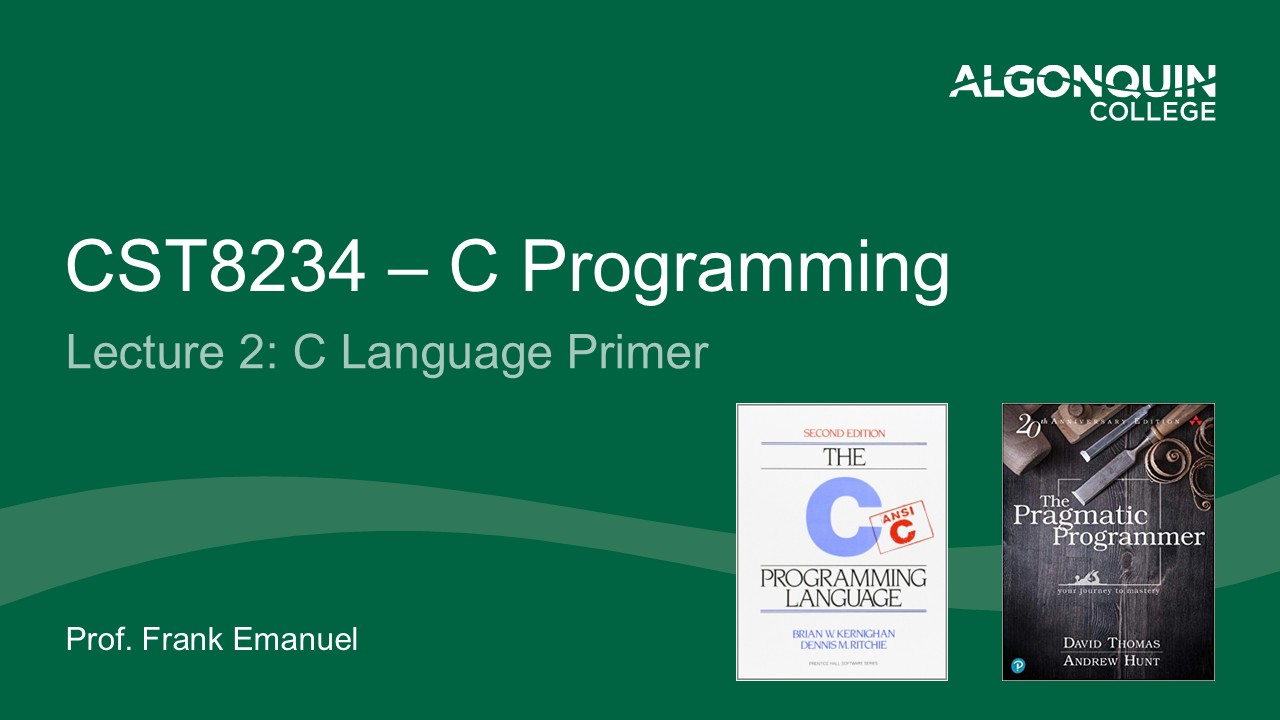 ALGONQUIN
COLLEGE
CST8234 – C Programming
Lecture 2: C Language Primer
SECOND EDITION
THE
C
ANSI
C
PROGRAMMING
LANGUAGE
BRIAN W. KERNIGHAN
DENNIS M. RITCHIE
PRENTICE HALL SOFTWARE SERIES
20th ANNIVERSARY EDITION
The
Pragmatic
Programmer
your journey to mastery
DAVID THOMAS
ANDREW HUNT
P
Prof. Frank Emanuel